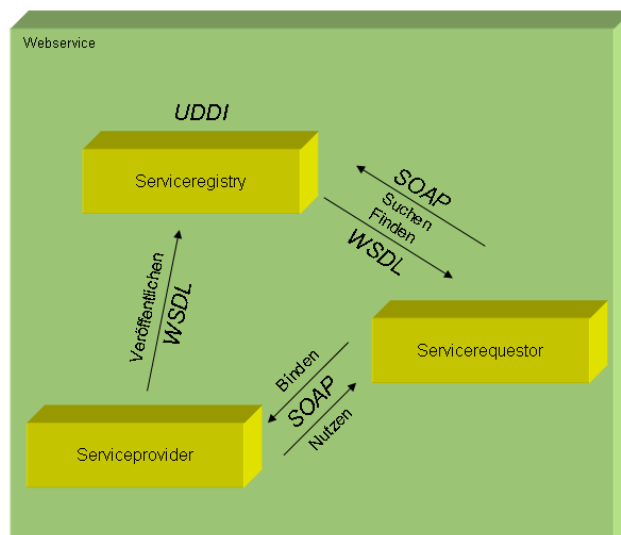 Webservice
UDDI
Serviceregistry
SOAP
Suchen
Finden
WSDL
Veröffentlichen
WSDL
Servicerequestor
Binden
SOAP
Nutzen
Serviceprovider